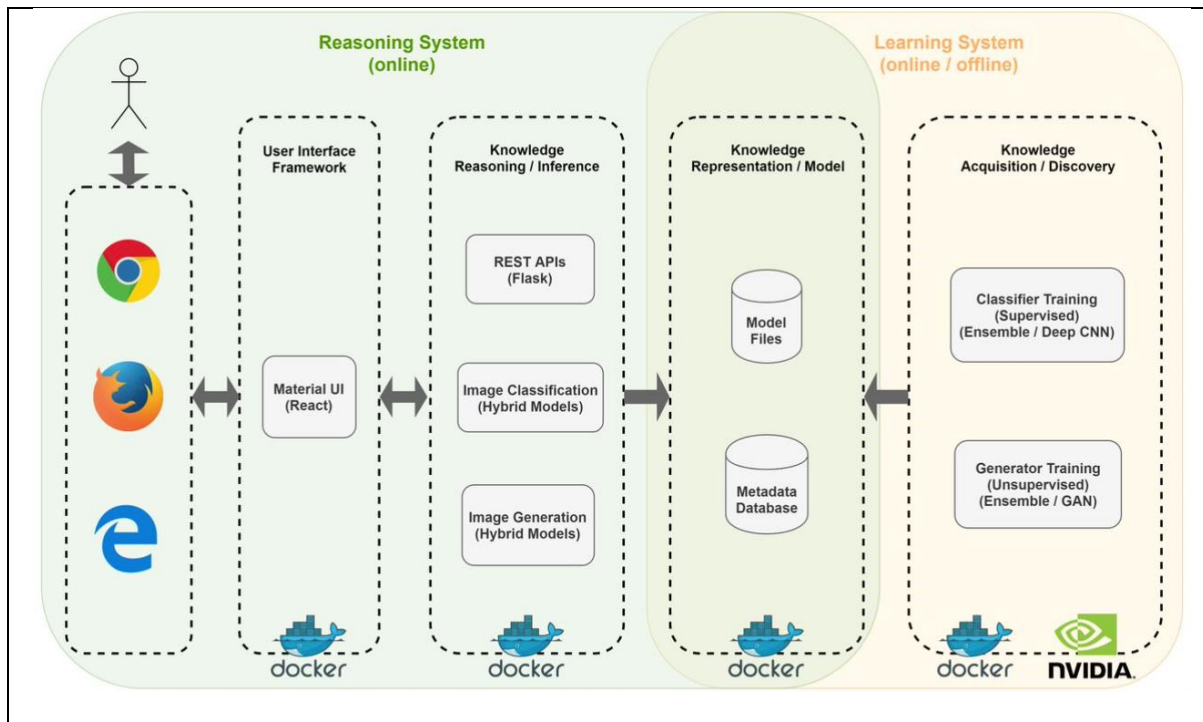 Reasoning System
(online)
Learning System
(online / offline)
User Interface
Framework
Knowledge
Reasoning / Inference
Knowledge
Representation / Model
Knowledge
Acquisition / Discovery
REST APIs
(Flask)
Model
Files
Classifier Training
(Supervised)
(Ensemble / Deep CNN)
Material UI
(React)
Image Classification
(Hybrid Models)
Metadata
Database
Generator Training
(Unsupervised)
(Ensemble / GAN)
Image Generation
(Hybrid Models)
docker
docker
docker
docker
NVIDIA.